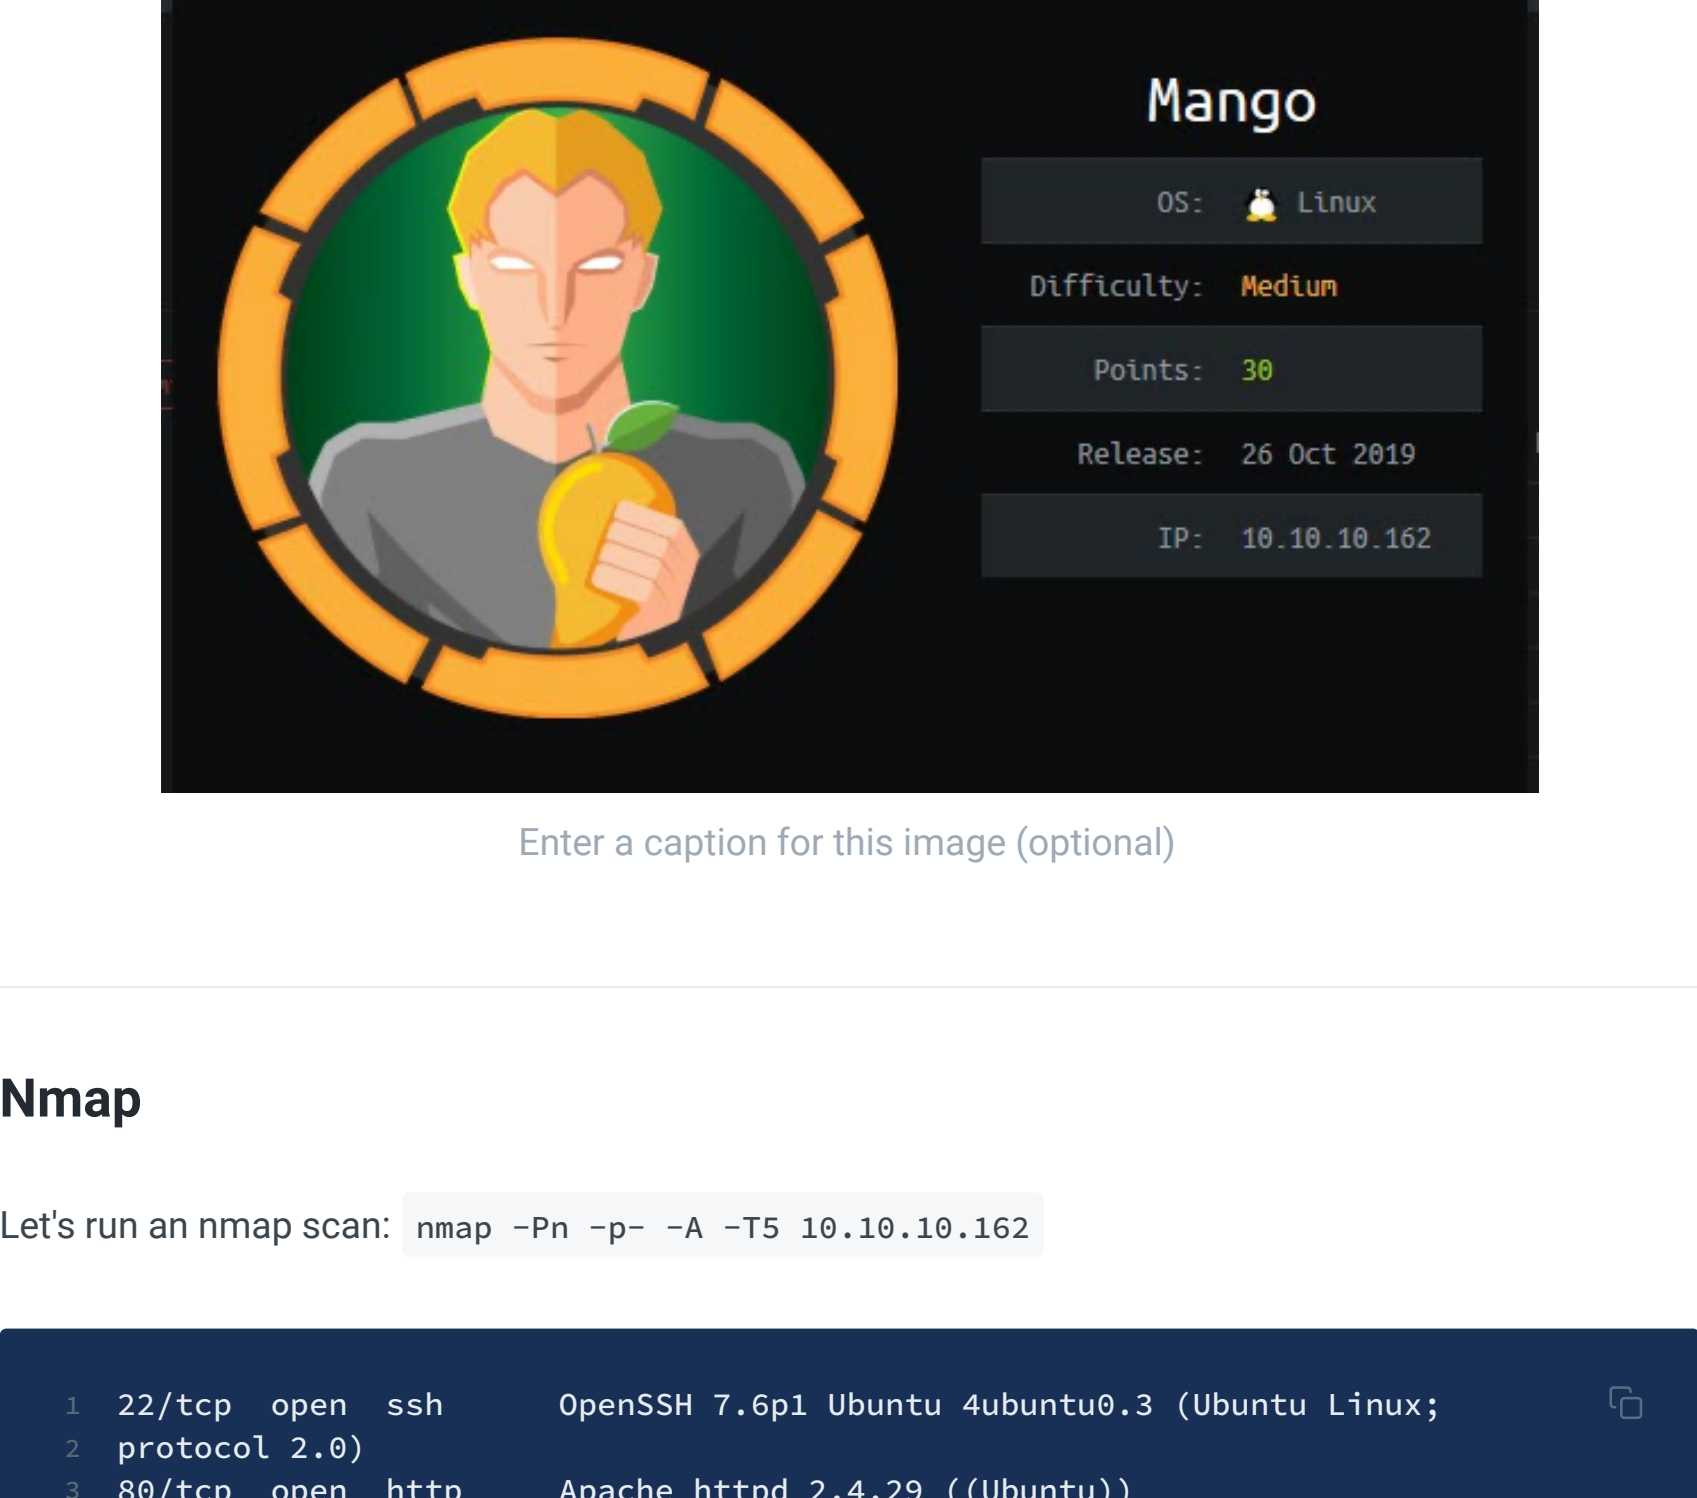 Mango
OS: Linux
Difficulty: Medium
Points: 30
Release: 26 Oct 2019
IP: 10.10.10.162
Enter a caption for this image (optional)
Nmap
Let's run an nmap scan: nmap -Pn -p- -A -T5 10.10.10.162
1 22/tcp open ssh OpenSSH 7.6p1 Ubuntu 4ubuntu0.3 (Ubuntu Linux;
2 protocol 2.0)
3 80/tcp open http Apache httpd 2.4.29 ((Ubuntu))